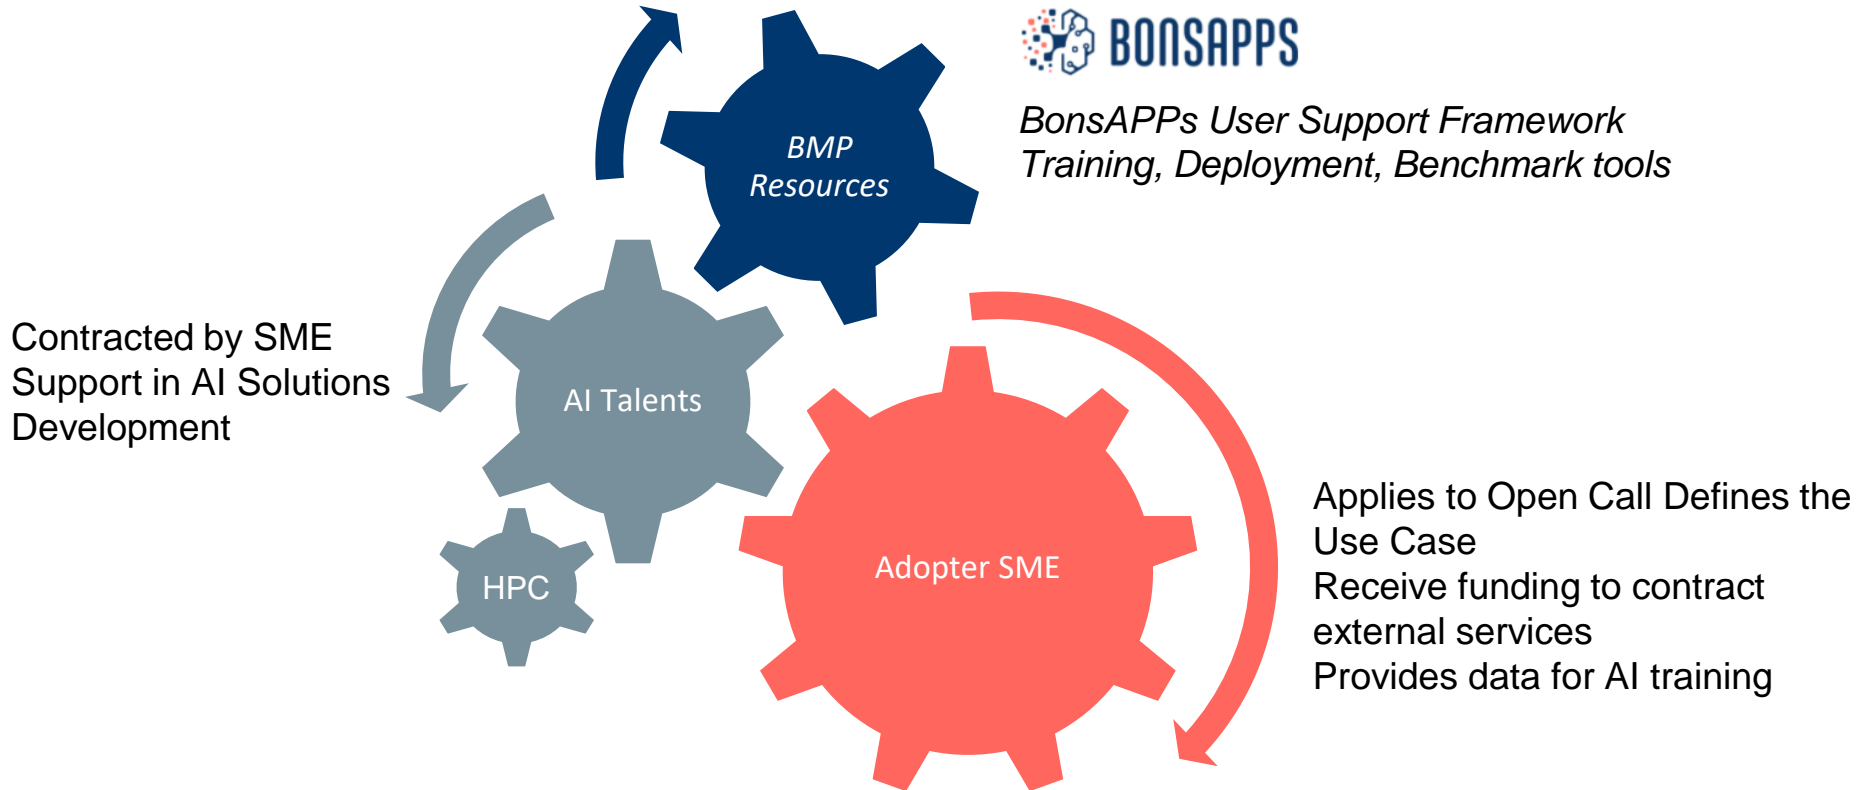 BONSAPPS
BonsAPPs User Support Framework
Training, Deployment, Benchmark tools
BMP
Resources
Contracted by SME
Support in AI Solutions
Development
AI Talents
HPC
Adopter SME
Applies to Open Call Defines the
Use Case
Receive funding to contract
external services
Provides data for AI training